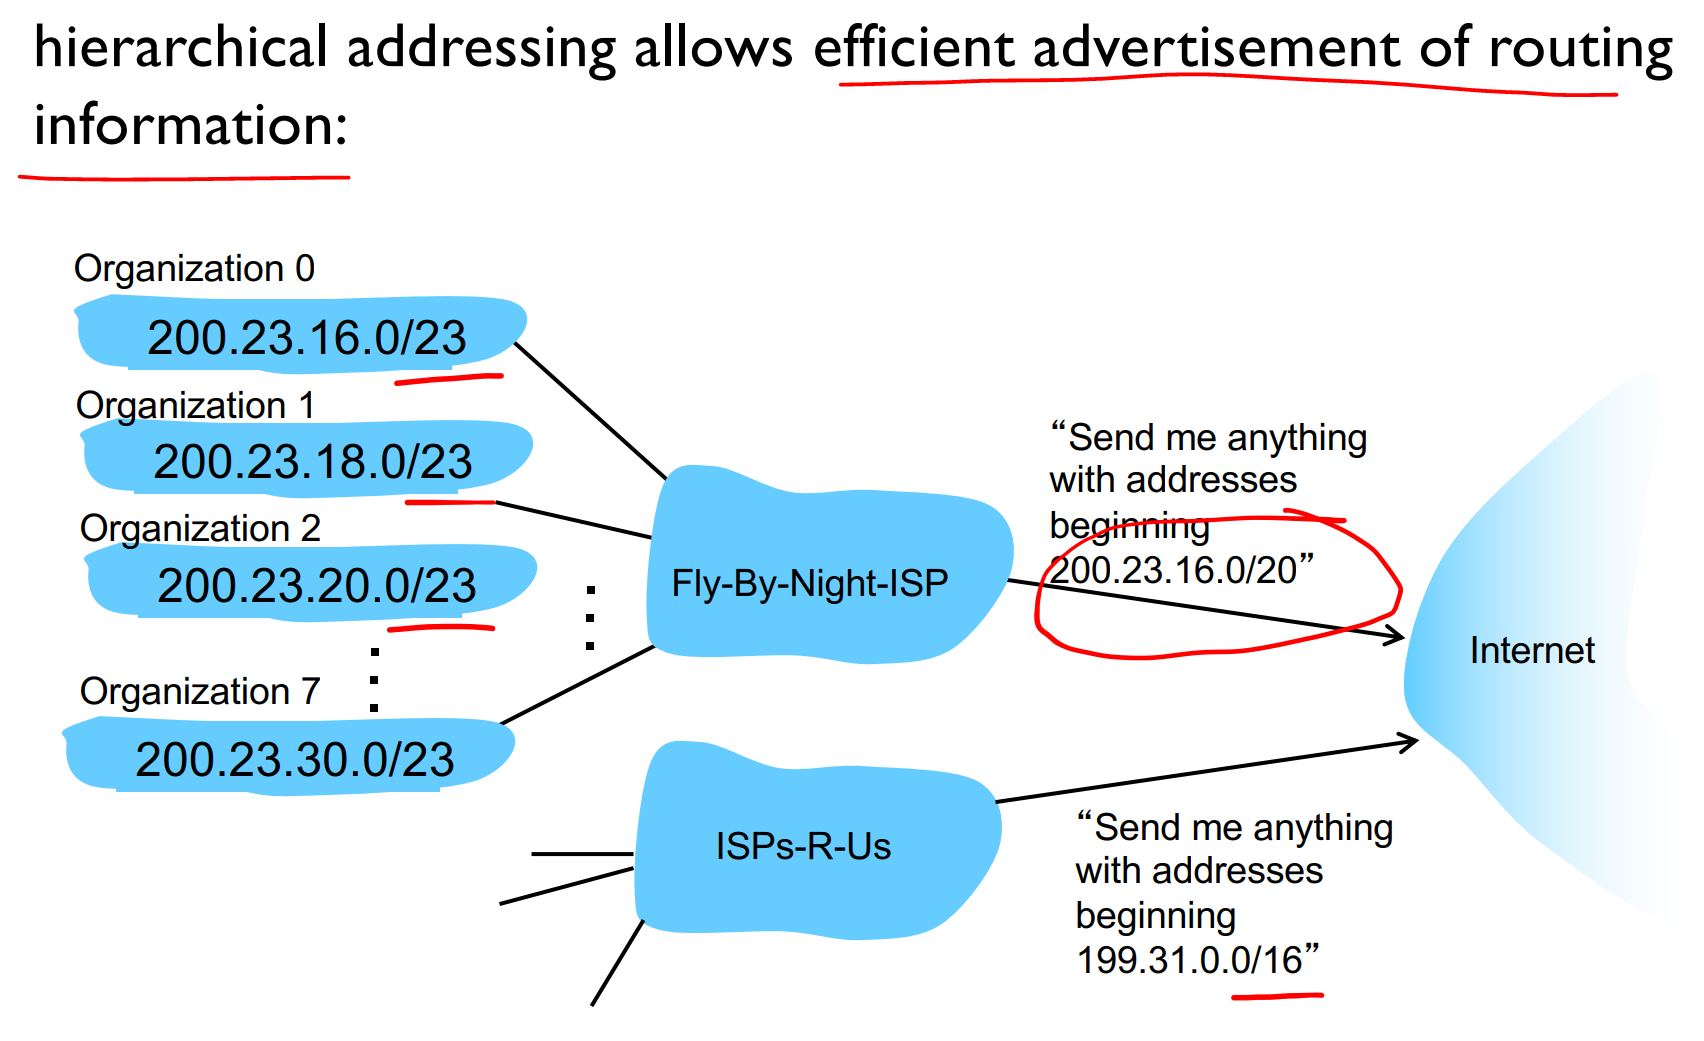 hierarchical addressing allows efficient advertisement of routing
information:
Organization 0
200.23.16.0/23
Organization 1
200.23.18.0/23
Organization 2
200.23.20.0/23
Organization 7
200.23.30.0/23
Fly-By-Night-ISP
“Send me anything
with addresses
beginning
200.23.16.0/20”
Internet
ISPs-R-Us
“Send me anything
with addresses
beginning
199.31.0.0/16”